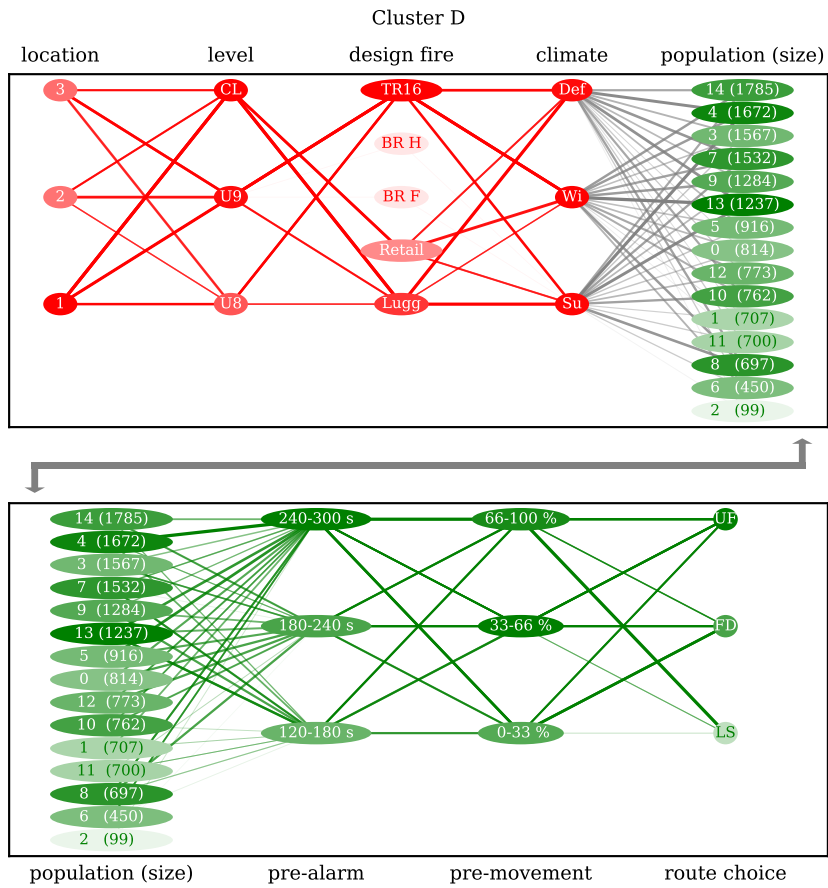 Cluster D
location level design fire climate population (size)
3 CL TR16 Def 14 (1785)
4 (1672)
BR H 3 (1567)
7 (1532)
2 U9 BR F Wi 9 (1284)
13 (1237)
5 (916)
Retail 0 (814)
12 (773)
1 U8 Lugg Su 10 (762)
1 (707)
11 (700)
8 (697)
6 (450)
2 (99)
14 (1785) 240-300 s 66-100 % UF
4 (1672)
3 (1567)
7 (1532)
9 (1284)
13 (1237) 180-240 s 33-66 % FD
5 (916)
0 (814)
12 (773)
10 (762) 120-180 s 0-33 % LS
1 (707)
11 (700)
8 (697)
6 (450)
2 (99)
population (size) pre-alarm pre-movement route choice